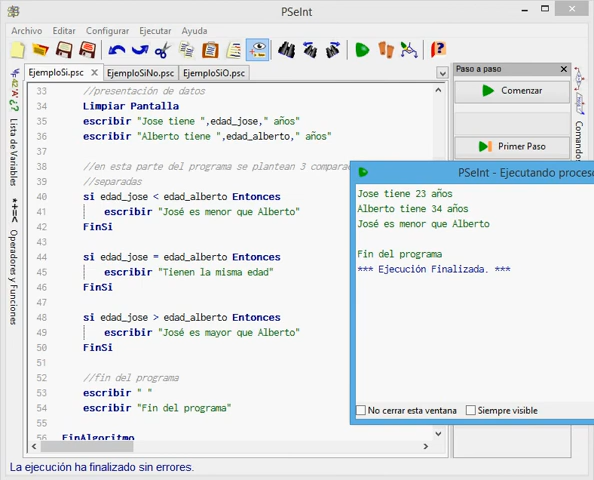 PSeInt
Archivo Editar Configurar Ejecutar Ayuda
EjemploSi.psc EjemploSiNo.psc EjemploSiO.psc
Paso a paso
Comenzar
Primer Paso
Lista de Variables
Operadores y Funciones
Comandos
33 //presentación de datos
34 Limpiar Pantalla
35 escribir "Jose tiene ",edad_jose," años"
36 escribir "Alberto tiene ",edad_alberto," años"
37
38 //en esta parte del programa se plantean 3 compara
39 //separadas
40 si edad_jose < edad_alberto Entonces
41 escribir "José es menor que Alberto"
42 FinSi
43
44 si edad_jose = edad_alberto Entonces
45 escribir "Tienen la misma edad"
46 FinSi
47
48 si edad_jose > edad_alberto Entonces
49 escribir "José es mayor que Alberto"
50 FinSi
51
52 //fin del programa
53 escribir " "
54 escribir "Fin del programa"
55
56 FinAlgoritmo
PSeInt - Ejecutando proceso
Jose tiene 23 años
Alberto tiene 34 años
José es menor que Alberto
Fin del programa
*** Ejecución Finalizada. ***
No cerrar esta ventana Siempre visible
La ejecución ha finalizado sin errores.